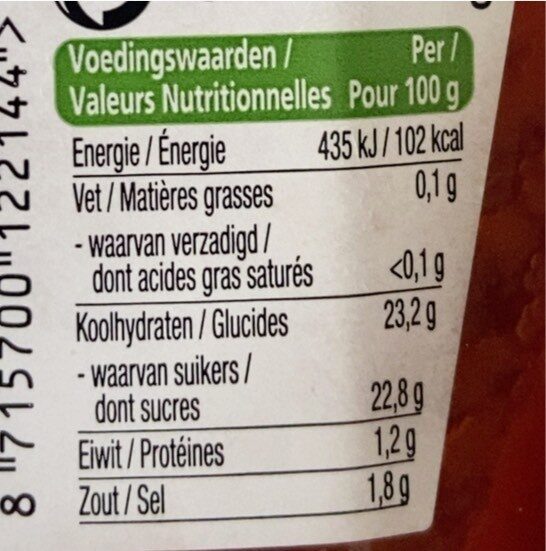 Voedingswaarden / Per /
Valeurs Nutritionnelles Pour 100 g
Energie / Énergie 435 kJ / 102 kcal
Vet / Matières grasses 0,1 g
- waarvan verzadigd /
dont acides gras saturés <0,1 g
Koolhydraten / Glucides 23,2 g
- waarvan suikers /
dont sucres 22,8 g
Eiwit / Protéines 1,2 g
Zout / Sel 1,8 g
8 715700 122144 >